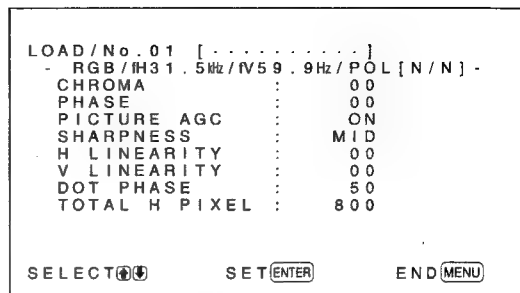 LOAD/No.01 [..........]
- RGB/fH31.5kHz/fV59.9Hz/POL[N/N]-
CHROMA : 00
PHASE : 00
PICTURE AGC : ON
SHARPNESS : MID
H LINEARITY : 00
V LINEARITY : 00
DOT PHASE : 50
TOTAL H PIXEL : 800
SELECT⬆⬇ SET ENTER END MENU